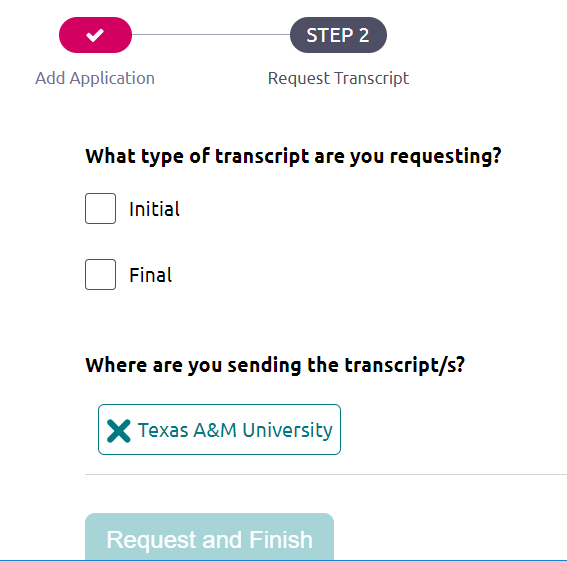 STEP 2
Add Application
Request Transcript
What type of transcript are you requesting?
Initial
Final
Where are you sending the transcript/s?
Texas A&M University
Request and Finish